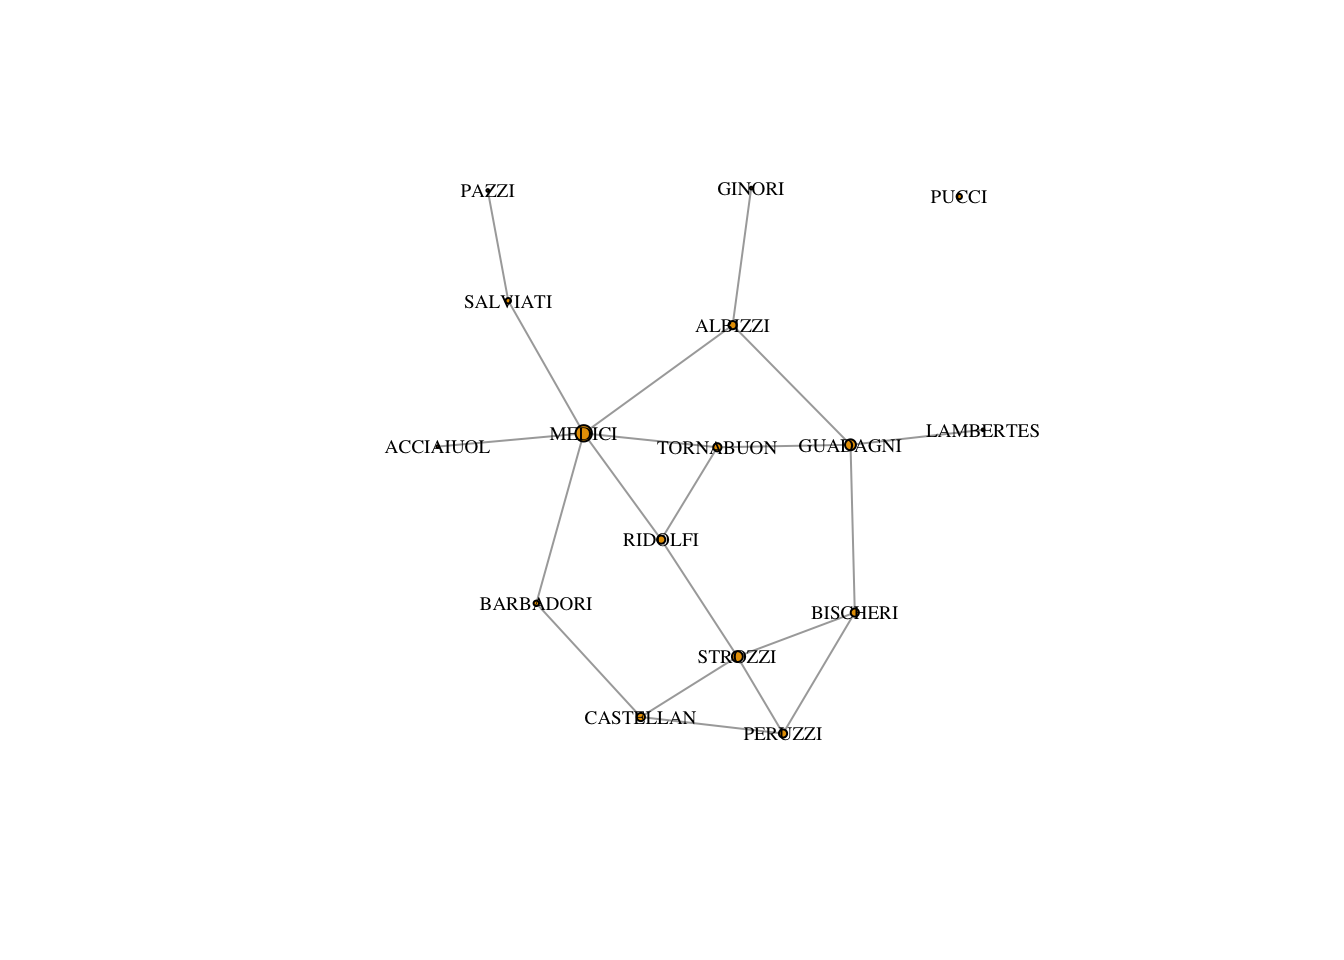 PAZZI
GINORI
PUCCI
SALVIATI
ALBIZZI
MEDICI
LAMBERTES
ACCIAIUOL
TORNABUON
GUADAGNI
RIDOLFI
BARBADORI
BISCHERI
STROZZI
CASTELLAN
PERUZZI